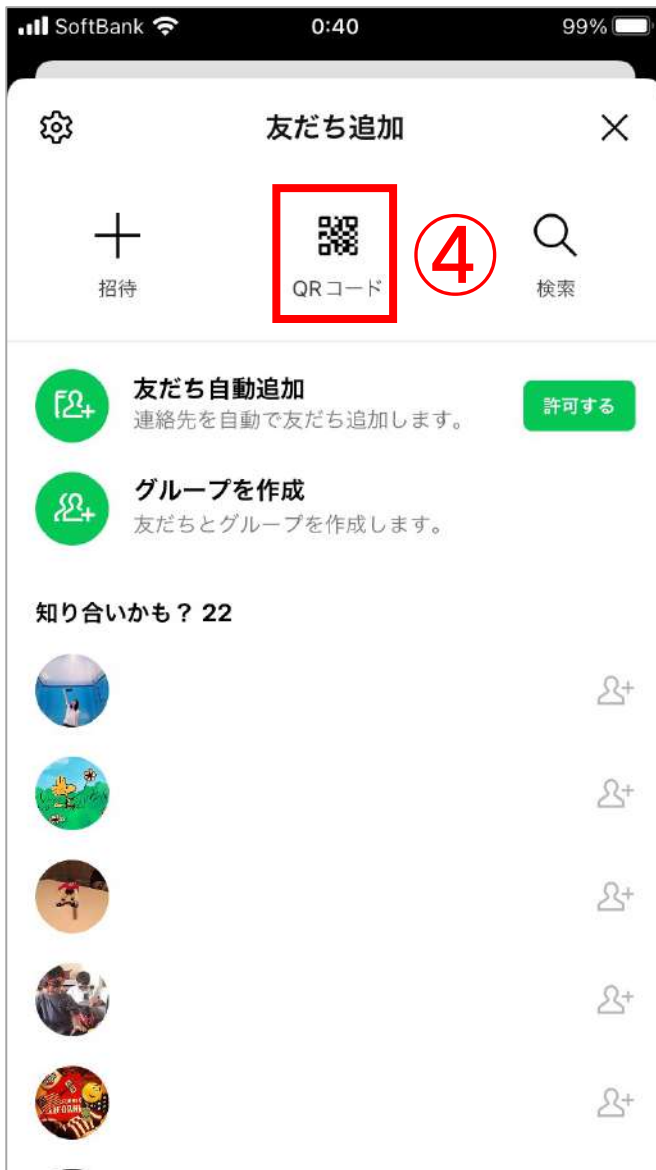 SoftBank 0:40 99%
友だち追加
招待 QRコード ④ 検索
友だち自動追加
連絡先を自動で友だち追加します。
許可する
グループを作成
友だちとグループを作成します。
知り合いかも？ 22